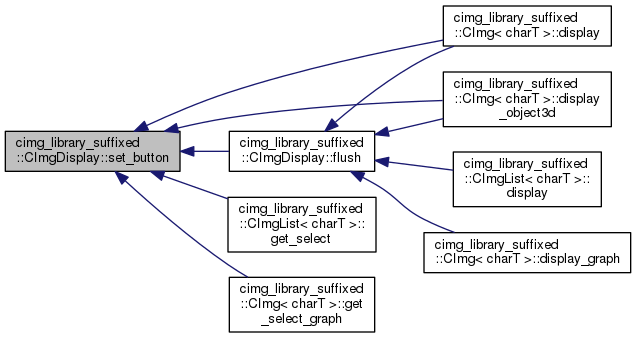 cimg_library_suffixed
::CImgDisplay::set_button
cimg_library_suffixed
::CImgDisplay::flush
cimg_library_suffixed
::CImgList< charT >::
get_select
cimg_library_suffixed
::CImg< charT >::get
_select_graph
cimg_library_suffixed
::CImg< charT >::display
cimg_library_suffixed
::CImg< charT >::display
_object3d
cimg_library_suffixed
::CImgList< charT >::
display
cimg_library_suffixed
::CImg< charT >::display_graph